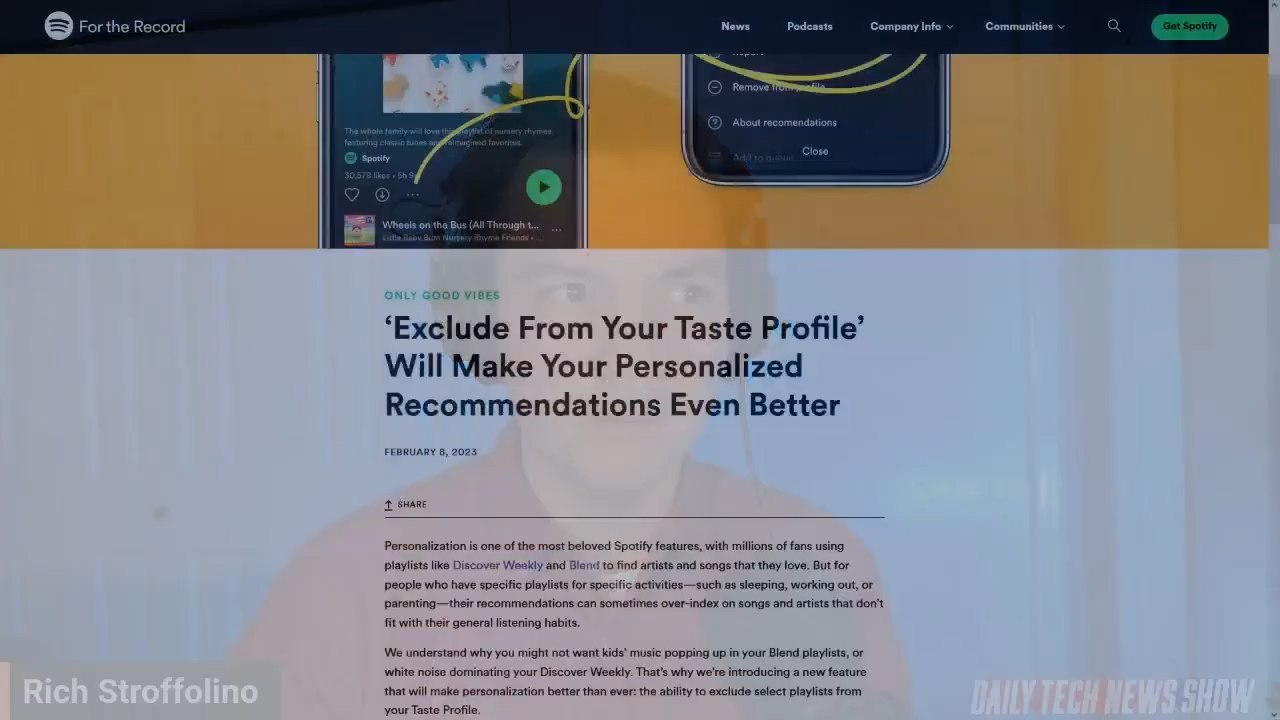 For the Record
News
Podcasts
Company Info
Communities
Get Spotify
The whole family will love this playlist of nursery rhymes,
featuring classic tunes and reimagined favorites.
Spotify
30,578 likes • 5h
Wheels on the Bus (All Through t...
Little Baby Bum Nursery Rhyme Friends •
Remove from profile
About recomendations
Add to queue
Close
ONLY GOOD VIBES
‘Exclude From Your Taste Profile’
Will Make Your Personalized
Recommendations Even Better
FEBRUARY 8, 2023
SHARE
Personalization is one of the most beloved Spotify features, with millions of fans using
playlists like Discover Weekly and Blend to find artists and songs that they love. But for
people who have specific playlists for specific activities—such as sleeping, working out, or
parenting—their recommendations can sometimes over-index on songs and artists that don’t
fit with their general listening habits.
We understand why you might not want kids’ music popping up in your Blend playlists, or
white noise dominating your Discover Weekly. That’s why we’re introducing a new feature
that will make personalization better than ever: the ability to exclude select playlists from
your Taste Profile.
Rich Stroffolino
DAILY TECH NEWS SHOW